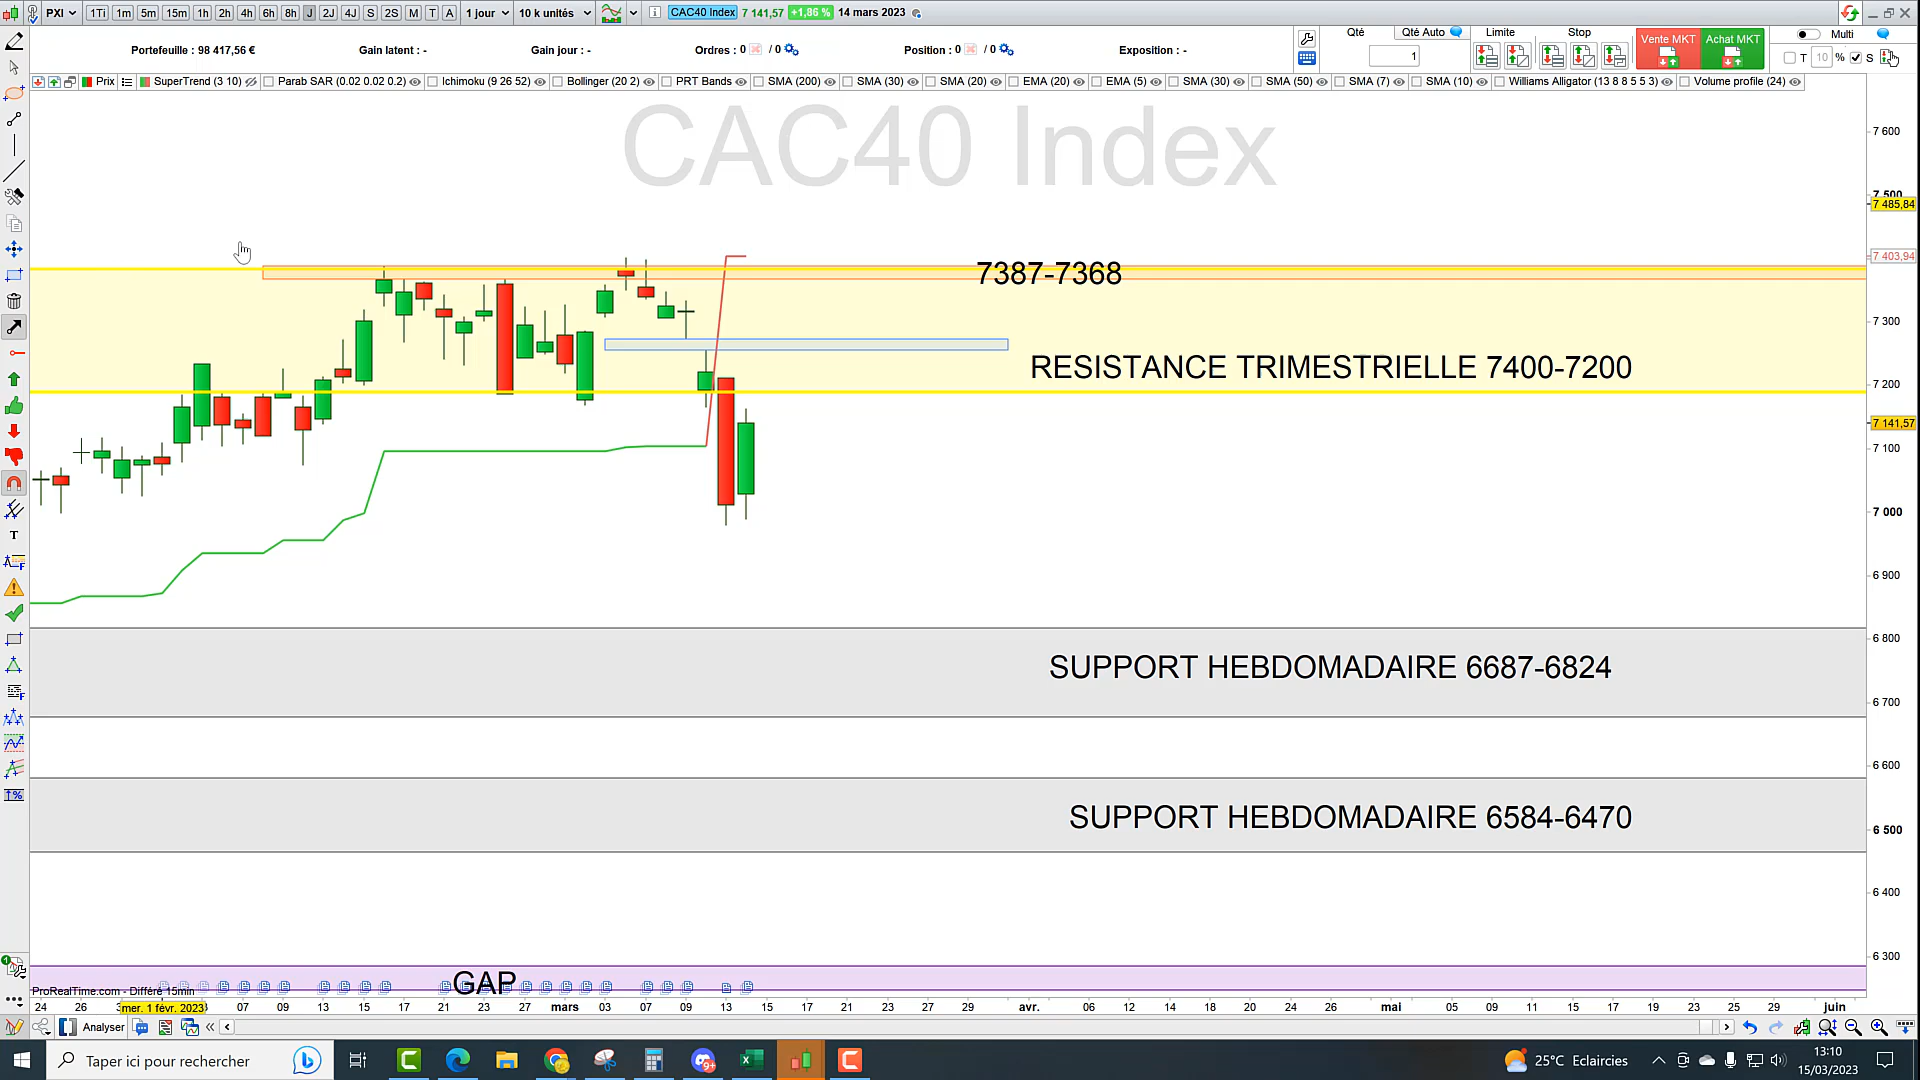 PXI 1Ti 1m 5m 15m 1h 2h 4h 6h 8h J 2J 4J S 2S M T A 1 jour 10 k unités CAC40 Index 7 141,57 +1,86 % 14 mars 2023
Portefeuille : 98 417,56 € Gain latent : - Gain jour : - Ordres : 0 / 0 Position : 0 / 0 Exposition : -
Qté Qté Auto Limite Stop Vente MKT Achat MKT Multi
1 T 10 % S
Prix SuperTrend (3 10) Parab SAR (0.02 0.02 0.2) Ichimoku (9 26 52) Bollinger (20 2) PRT Bands SMA (200) SMA (30) SMA (20) EMA (20) EMA (5) SMA (30) SMA (50) SMA (7) SMA (10) Williams Alligator (13 8 8 5 5 3) Volume profile (24)
CAC40 Index
7 600
7 500
7 485,84
7 403,94
7387-7368
7 300
RESISTANCE TRIMESTRIELLE 7400-7200
7 200
7 141,57
7 100
7 000
6 900
6 800
SUPPORT HEBDOMADAIRE 6687-6824
6 700
6 600
SUPPORT HEBDOMADAIRE 6584-6470
6 500
6 400
6 300
GAP
ProRealTime.com - Différé 15min
24 26 mer. 1 févr. 2023 07 09 13 15 17 21 23 27 mars 03 07 09 13 15 17 21 23 27 29 avr. 06 12 14 18 20 24 26 mai 05 09 11 15 17 19 23 25 29 juin
Analyser
Taper ici pour rechercher
25°C Eclaircies
13:10
15/03/2023